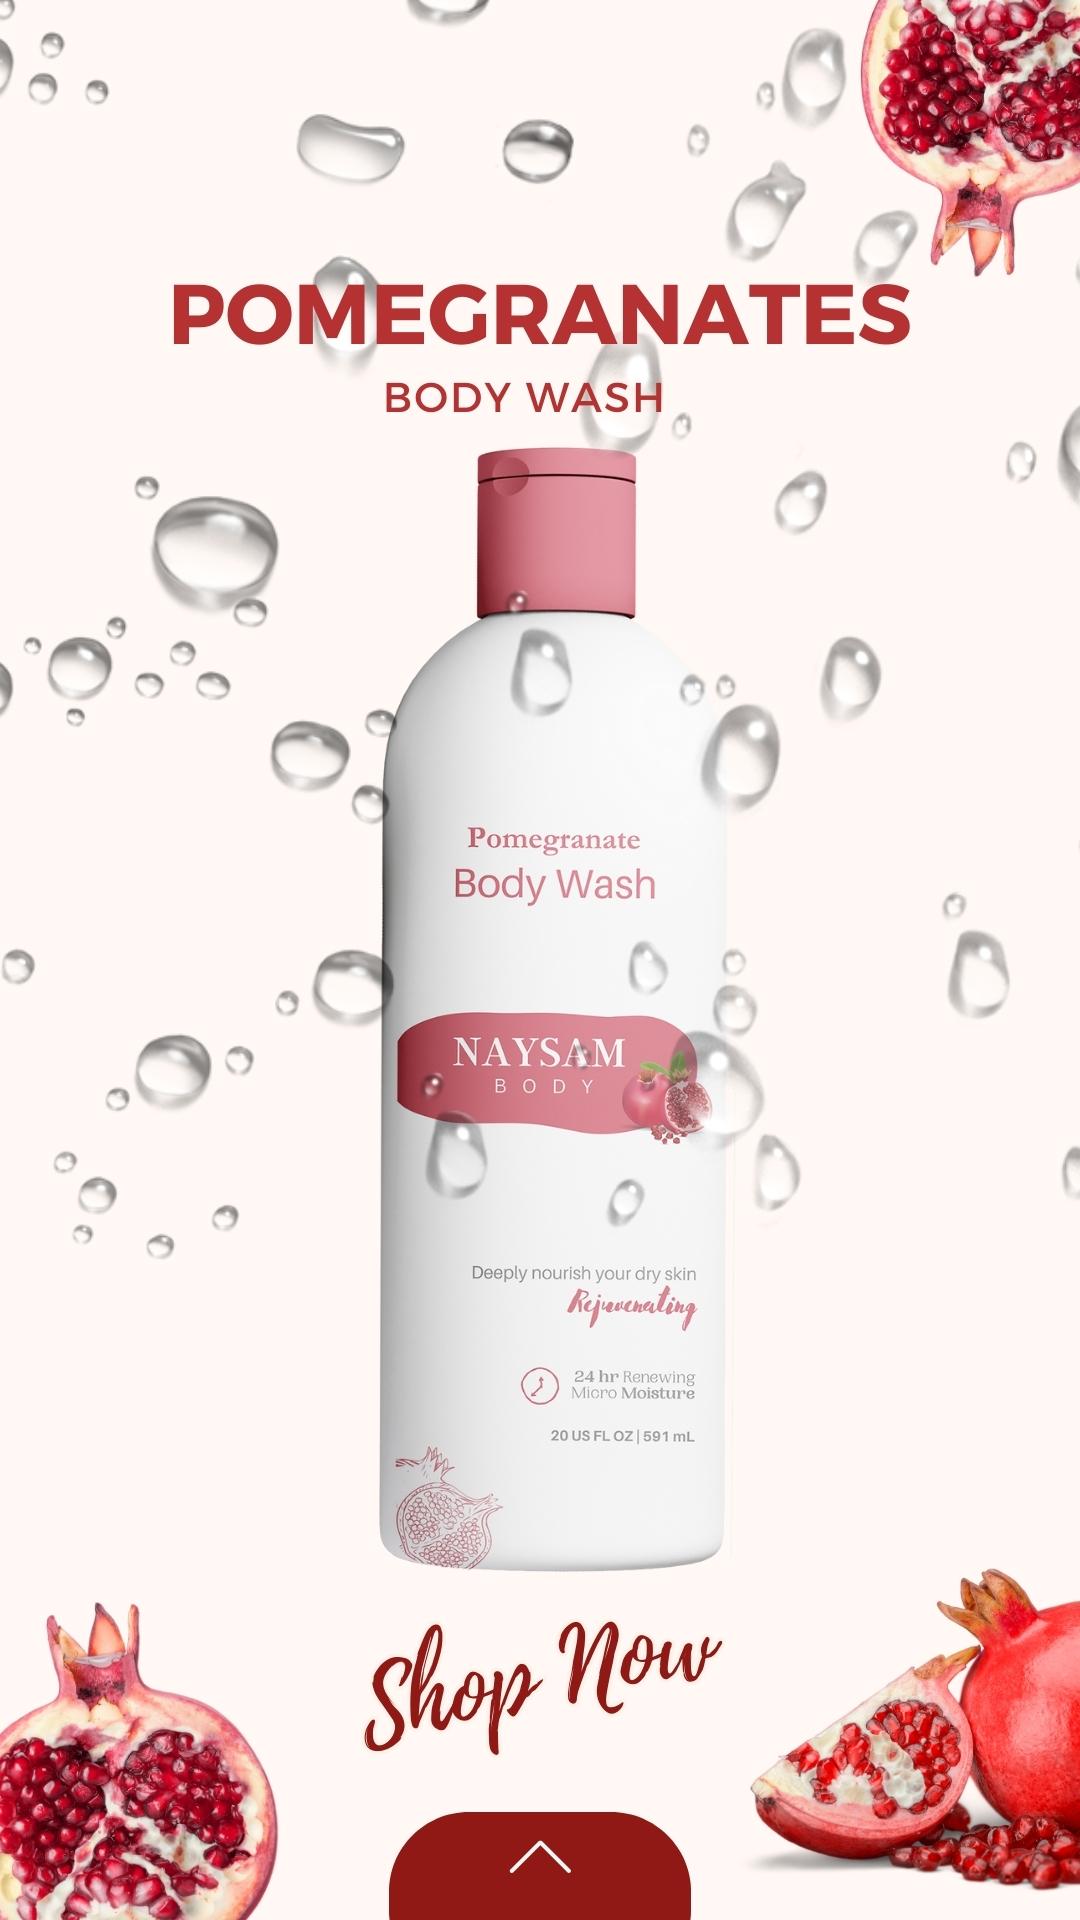 POMEGRANATES
BODY WASH
Pomegranate
Body Wash
NAYSAM
BODY
Deeply nourish your dry skin
Rejuvenating
24 hr Renewing
Micro Moisture
20 US FL OZ | 591 mL
Shop Now